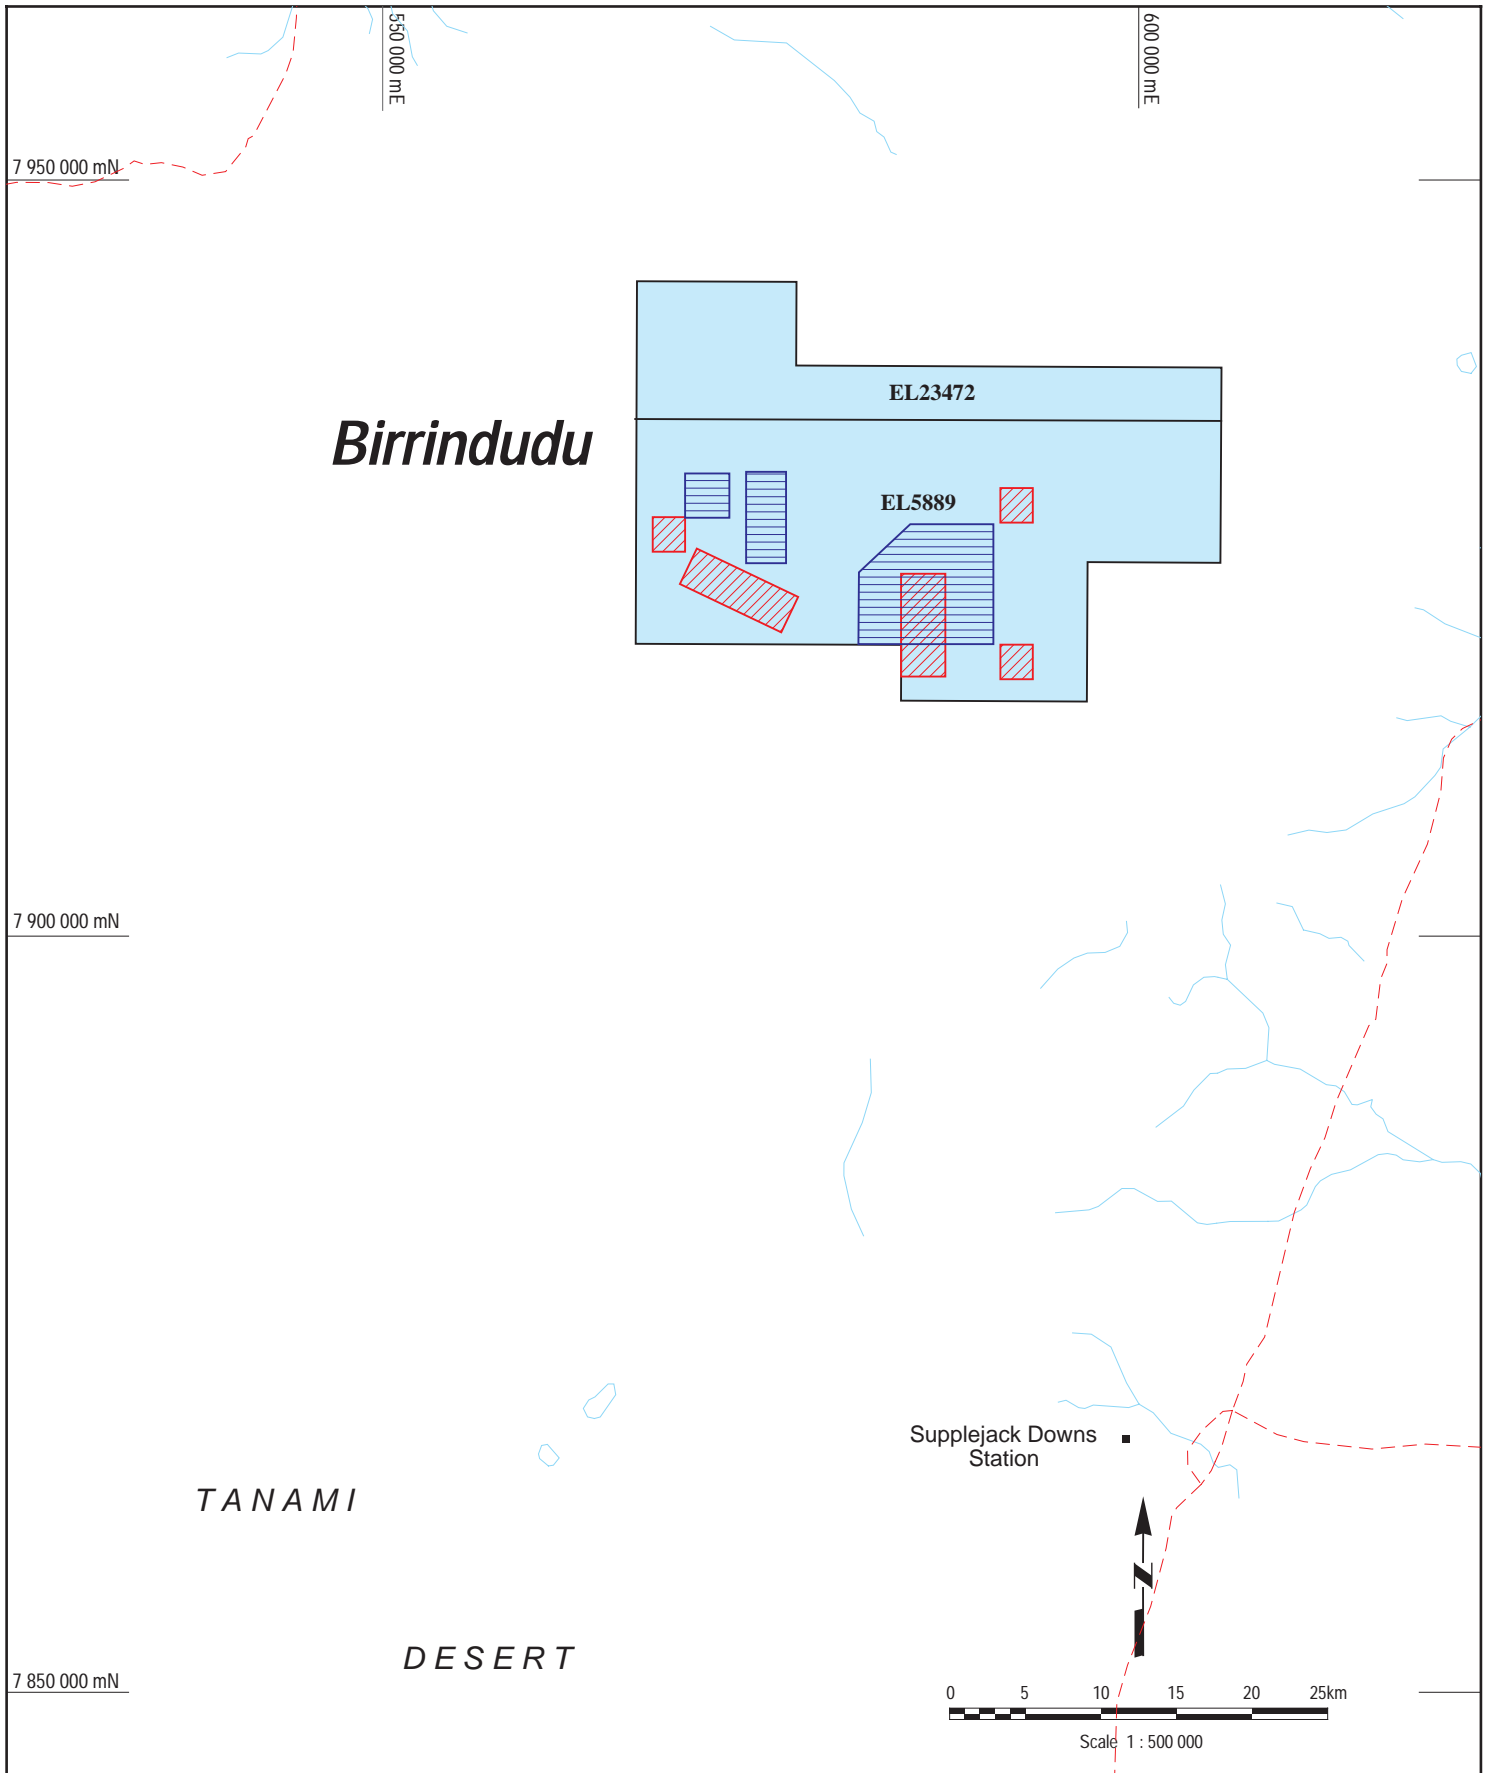 550 000 mE
600 000 mE
7 950 000 mN
EL23472
Birrindudu
EL5889
7 900 000 mN
Supplejack Downs
Station
TANAMI
N
DESERT
7 850 000 mN
0 5 10 15 20 25km
Scale 1 : 500 000